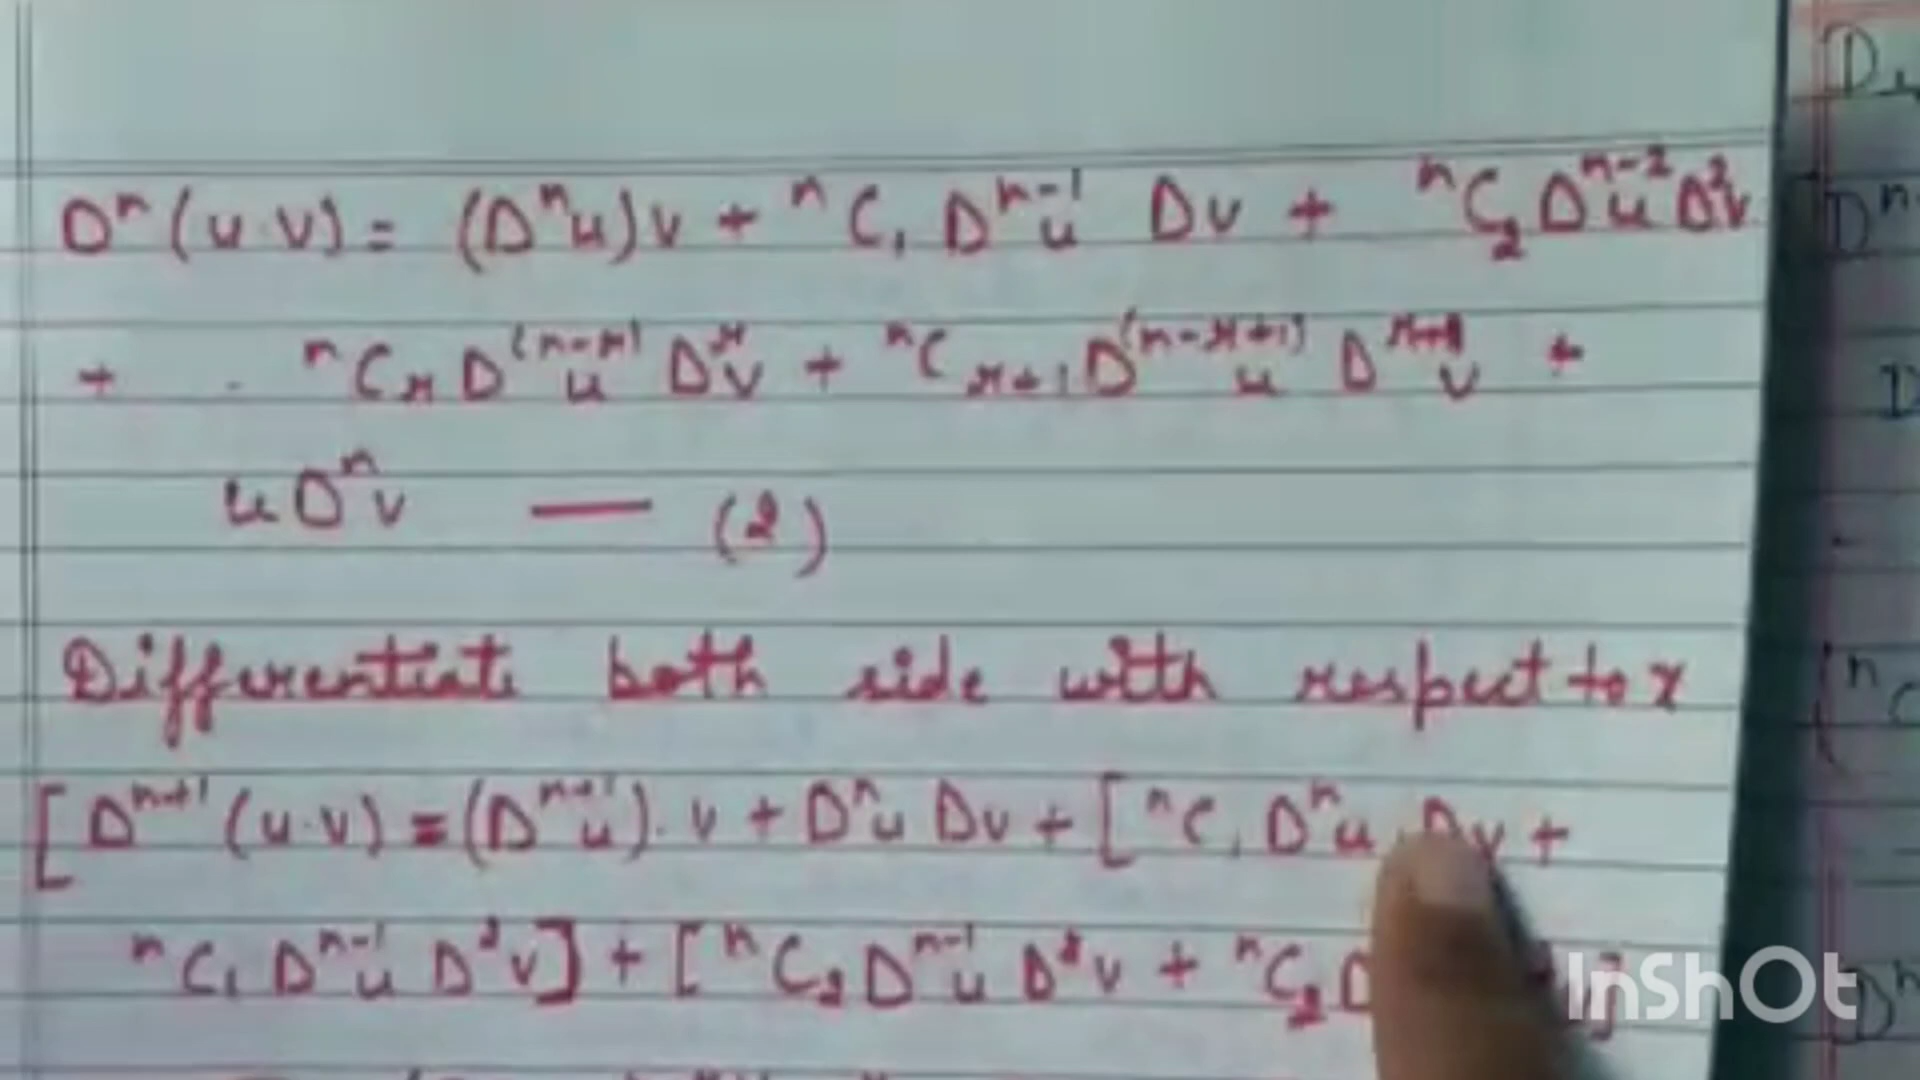 Dⁿ(u·v) = (Dⁿu)v + ⁿC₁ Dⁿ⁻¹u Dv + ⁿC₂ Dⁿ⁻²u D²v
+ . ⁿCᵣ D⁽ⁿ⁻ʳ⁾u Dʳv + ⁿCᵣ₊₁ D⁽ⁿ⁻ʳ⁺¹⁾u Dʳ⁺¹v +
u Dⁿv — (2)
Differentiate both side with respect to x
[Dⁿ⁺¹(u·v) = (Dⁿ⁺¹u)·v + Dⁿu Dv + [ⁿC₁ Dⁿu Dv +
ⁿC₁ Dⁿ⁻¹u D²v] + [ⁿC₂ Dⁿ⁻¹u D²v + ⁿC₂ D
InShOt